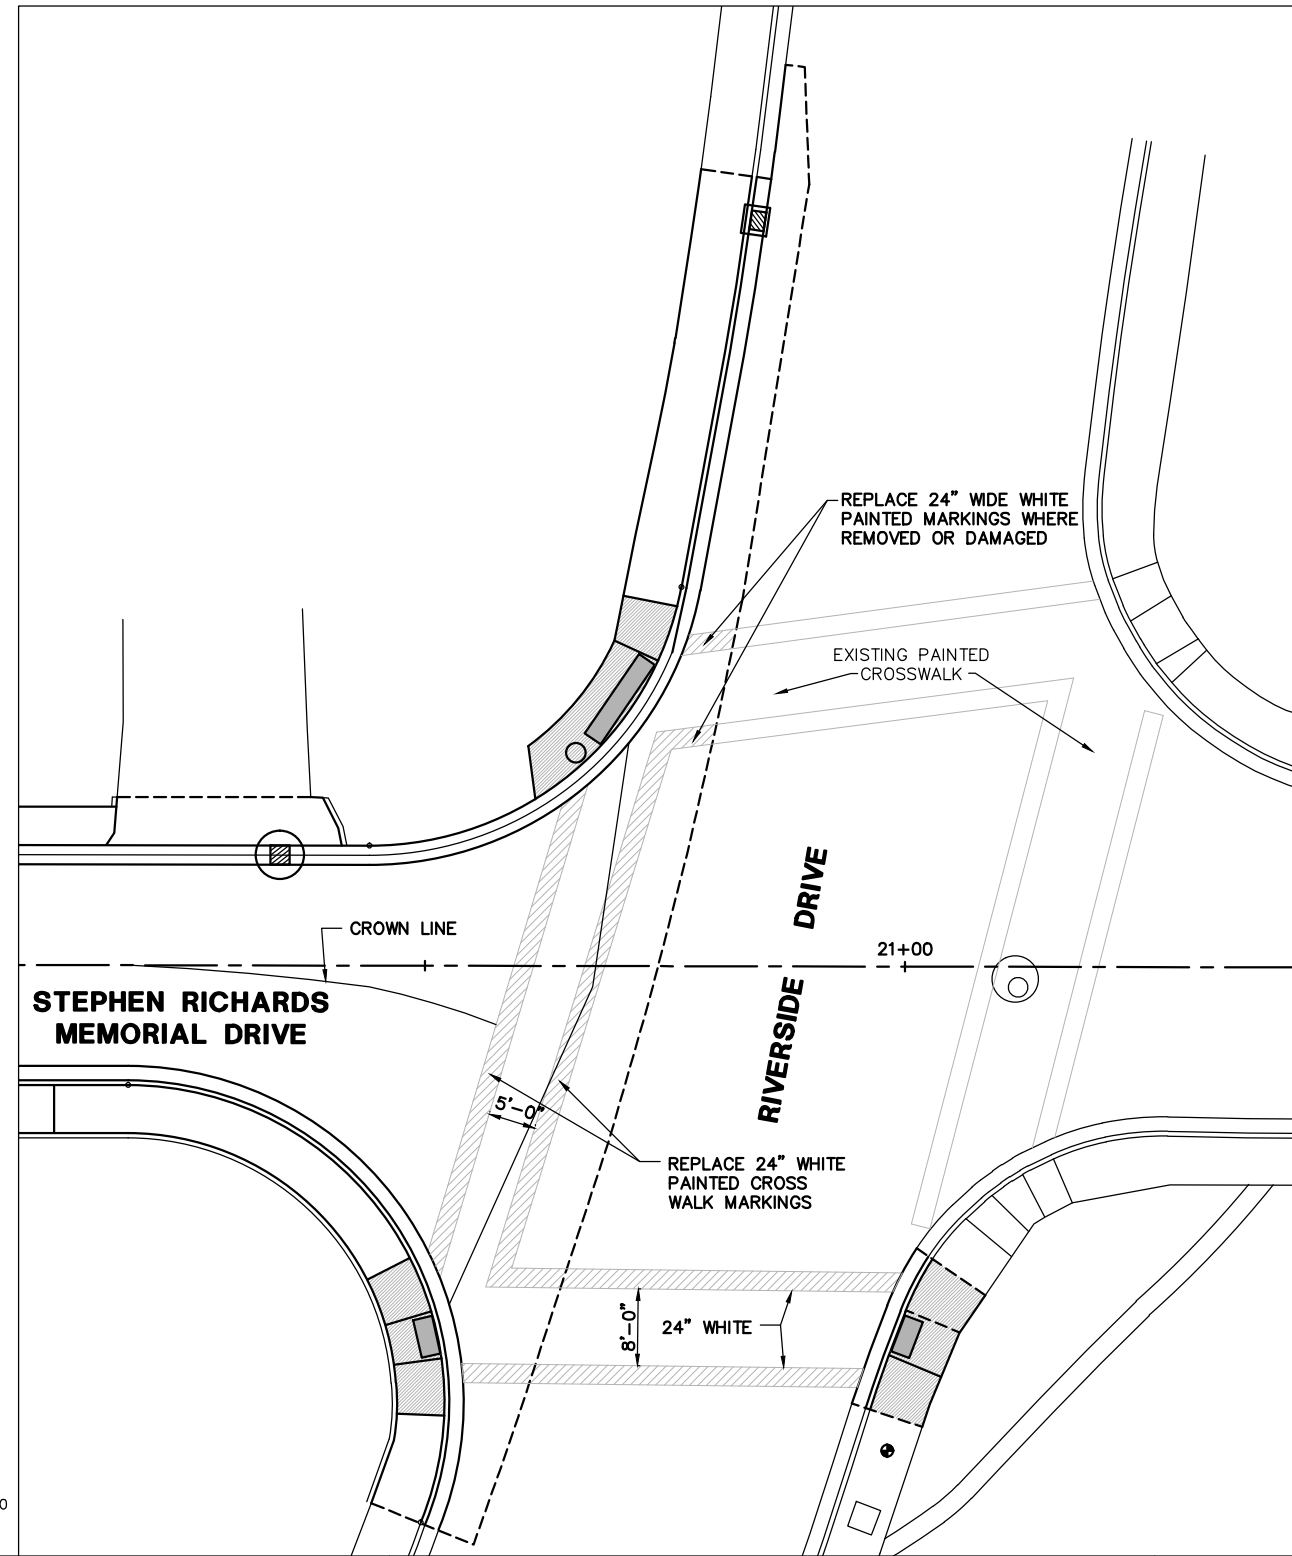 REPLACE 24" WIDE WHITE
PAINTED MARKINGS WHERE
REMOVED OR DAMAGED
EXISTING PAINTED
CROSSWALK
RIVERSIDE DRIVE
CROWN LINE
21+00
STEPHEN RICHARDS
MEMORIAL DRIVE
5'-0"
REPLACE 24" WHITE
PAINTED CROSS
WALK MARKINGS
8'-0"
24" WHITE
0